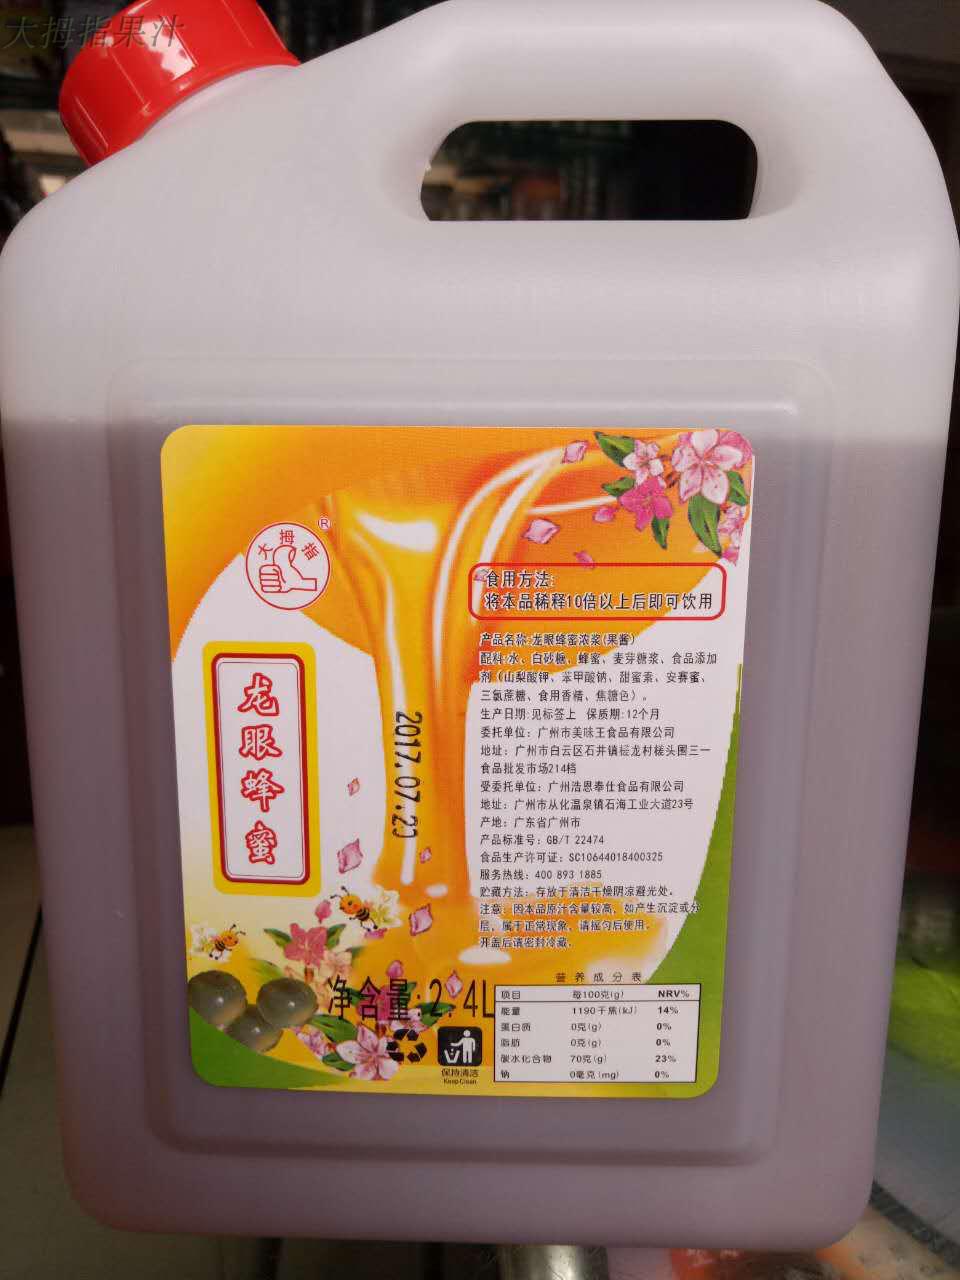 大拇指果汁
大拇指
®
食用方法:
将本品稀释10倍以上后即可饮用
产品名称:龙眼蜂蜜浓浆(果酱)
配料:水、白砂糖、蜂蜜、麦芽糖浆、食品添加
剂(山梨酸钾、苯甲酸钠、甜蜜素、安赛蜜、
三氯蔗糖、食用香精、焦糖色)。
生产日期:见标签上 保质期:12个月
委托单位: 广州市美味王食品有限公司
地址: 广州市白云区石井镇 龙村槎头围三一
食品批发市场214档
受委托单位: 广州浩恩奉仕食品有限公司
地址: 广州市从化温泉镇石海工业大道23号
产地: 广东省广州市
产品标准号: GB/T 22474
食品生产许可证: SC10644018400325
服务热线: 400 893 1885
贮藏方法: 存放于清洁干燥阴凉避光处。
注意: 因本品原汁含量较高, 如产生沉淀或分
层, 属于正常现象, 请摇匀后使用。
开盖后请密封冷藏。
龙眼蜂蜜
2017.07.23
净含量:2.4L
保持清洁
Keep Clean
营养成分表
项目 每100克(g) NRV%
能量 1190千焦(kJ) 14%
蛋白质 0克(g) 0%
脂肪 0克(g) 0%
碳水化合物 70克(g) 23%
钠 0毫克(mg) 0%